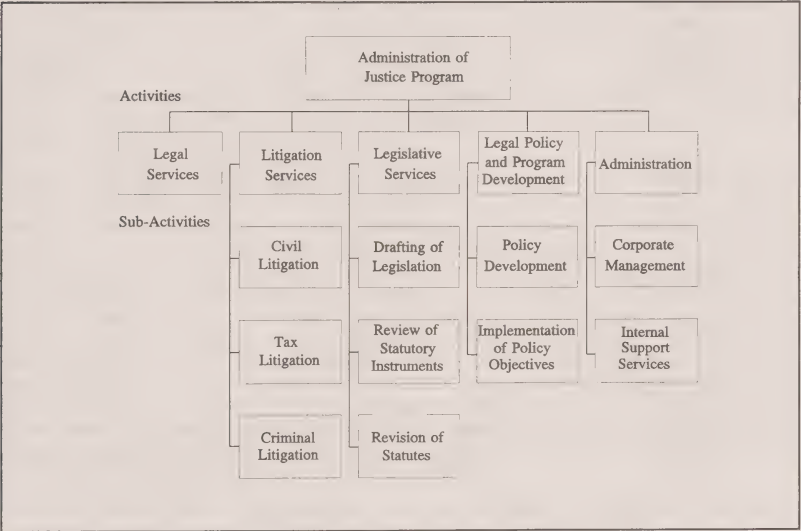 Administration of
Justice Program
Activities
Legal
Services
Litigation
Services
Legislative
Services
Legal Policy
and Program
Development
Administration
Sub-Activities
Civil
Litigation
Drafting of
Legislation
Policy
Development
Corporate
Management
Tax
Litigation
Review of
Statutory
Instruments
Implementation
of Policy
Objectives
Internal
Support
Services
Criminal
Litigation
Revision of
Statutes